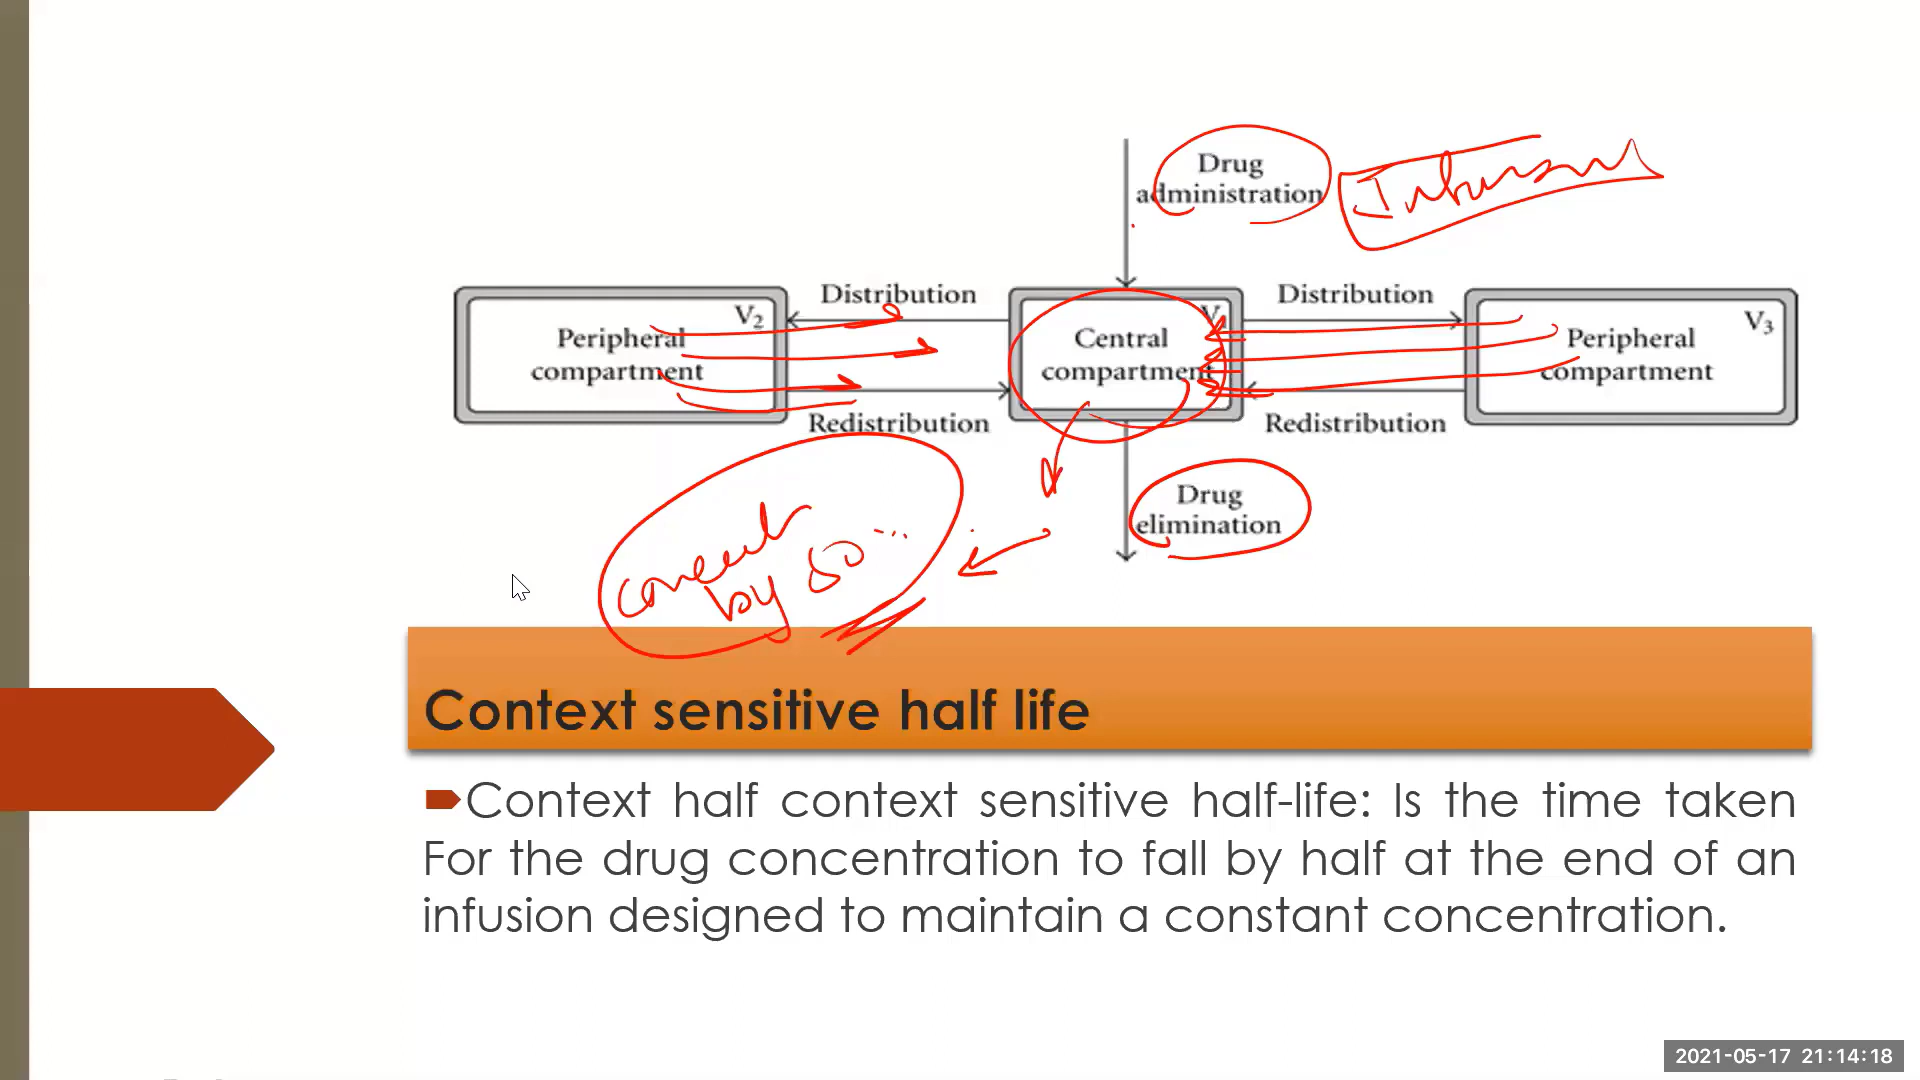 Drug
administration
Distribution
Distribution
V2
Peripheral
compartment
V
Central
compartment
V3
Peripheral
compartment
Redistribution
Redistribution
Drug
elimination
by 50
Context sensitive half life
Context half context sensitive half-life: Is the time taken
For the drug concentration to fall by half at the end of an
infusion designed to maintain a constant concentration.
2021-05-17 21:14:18